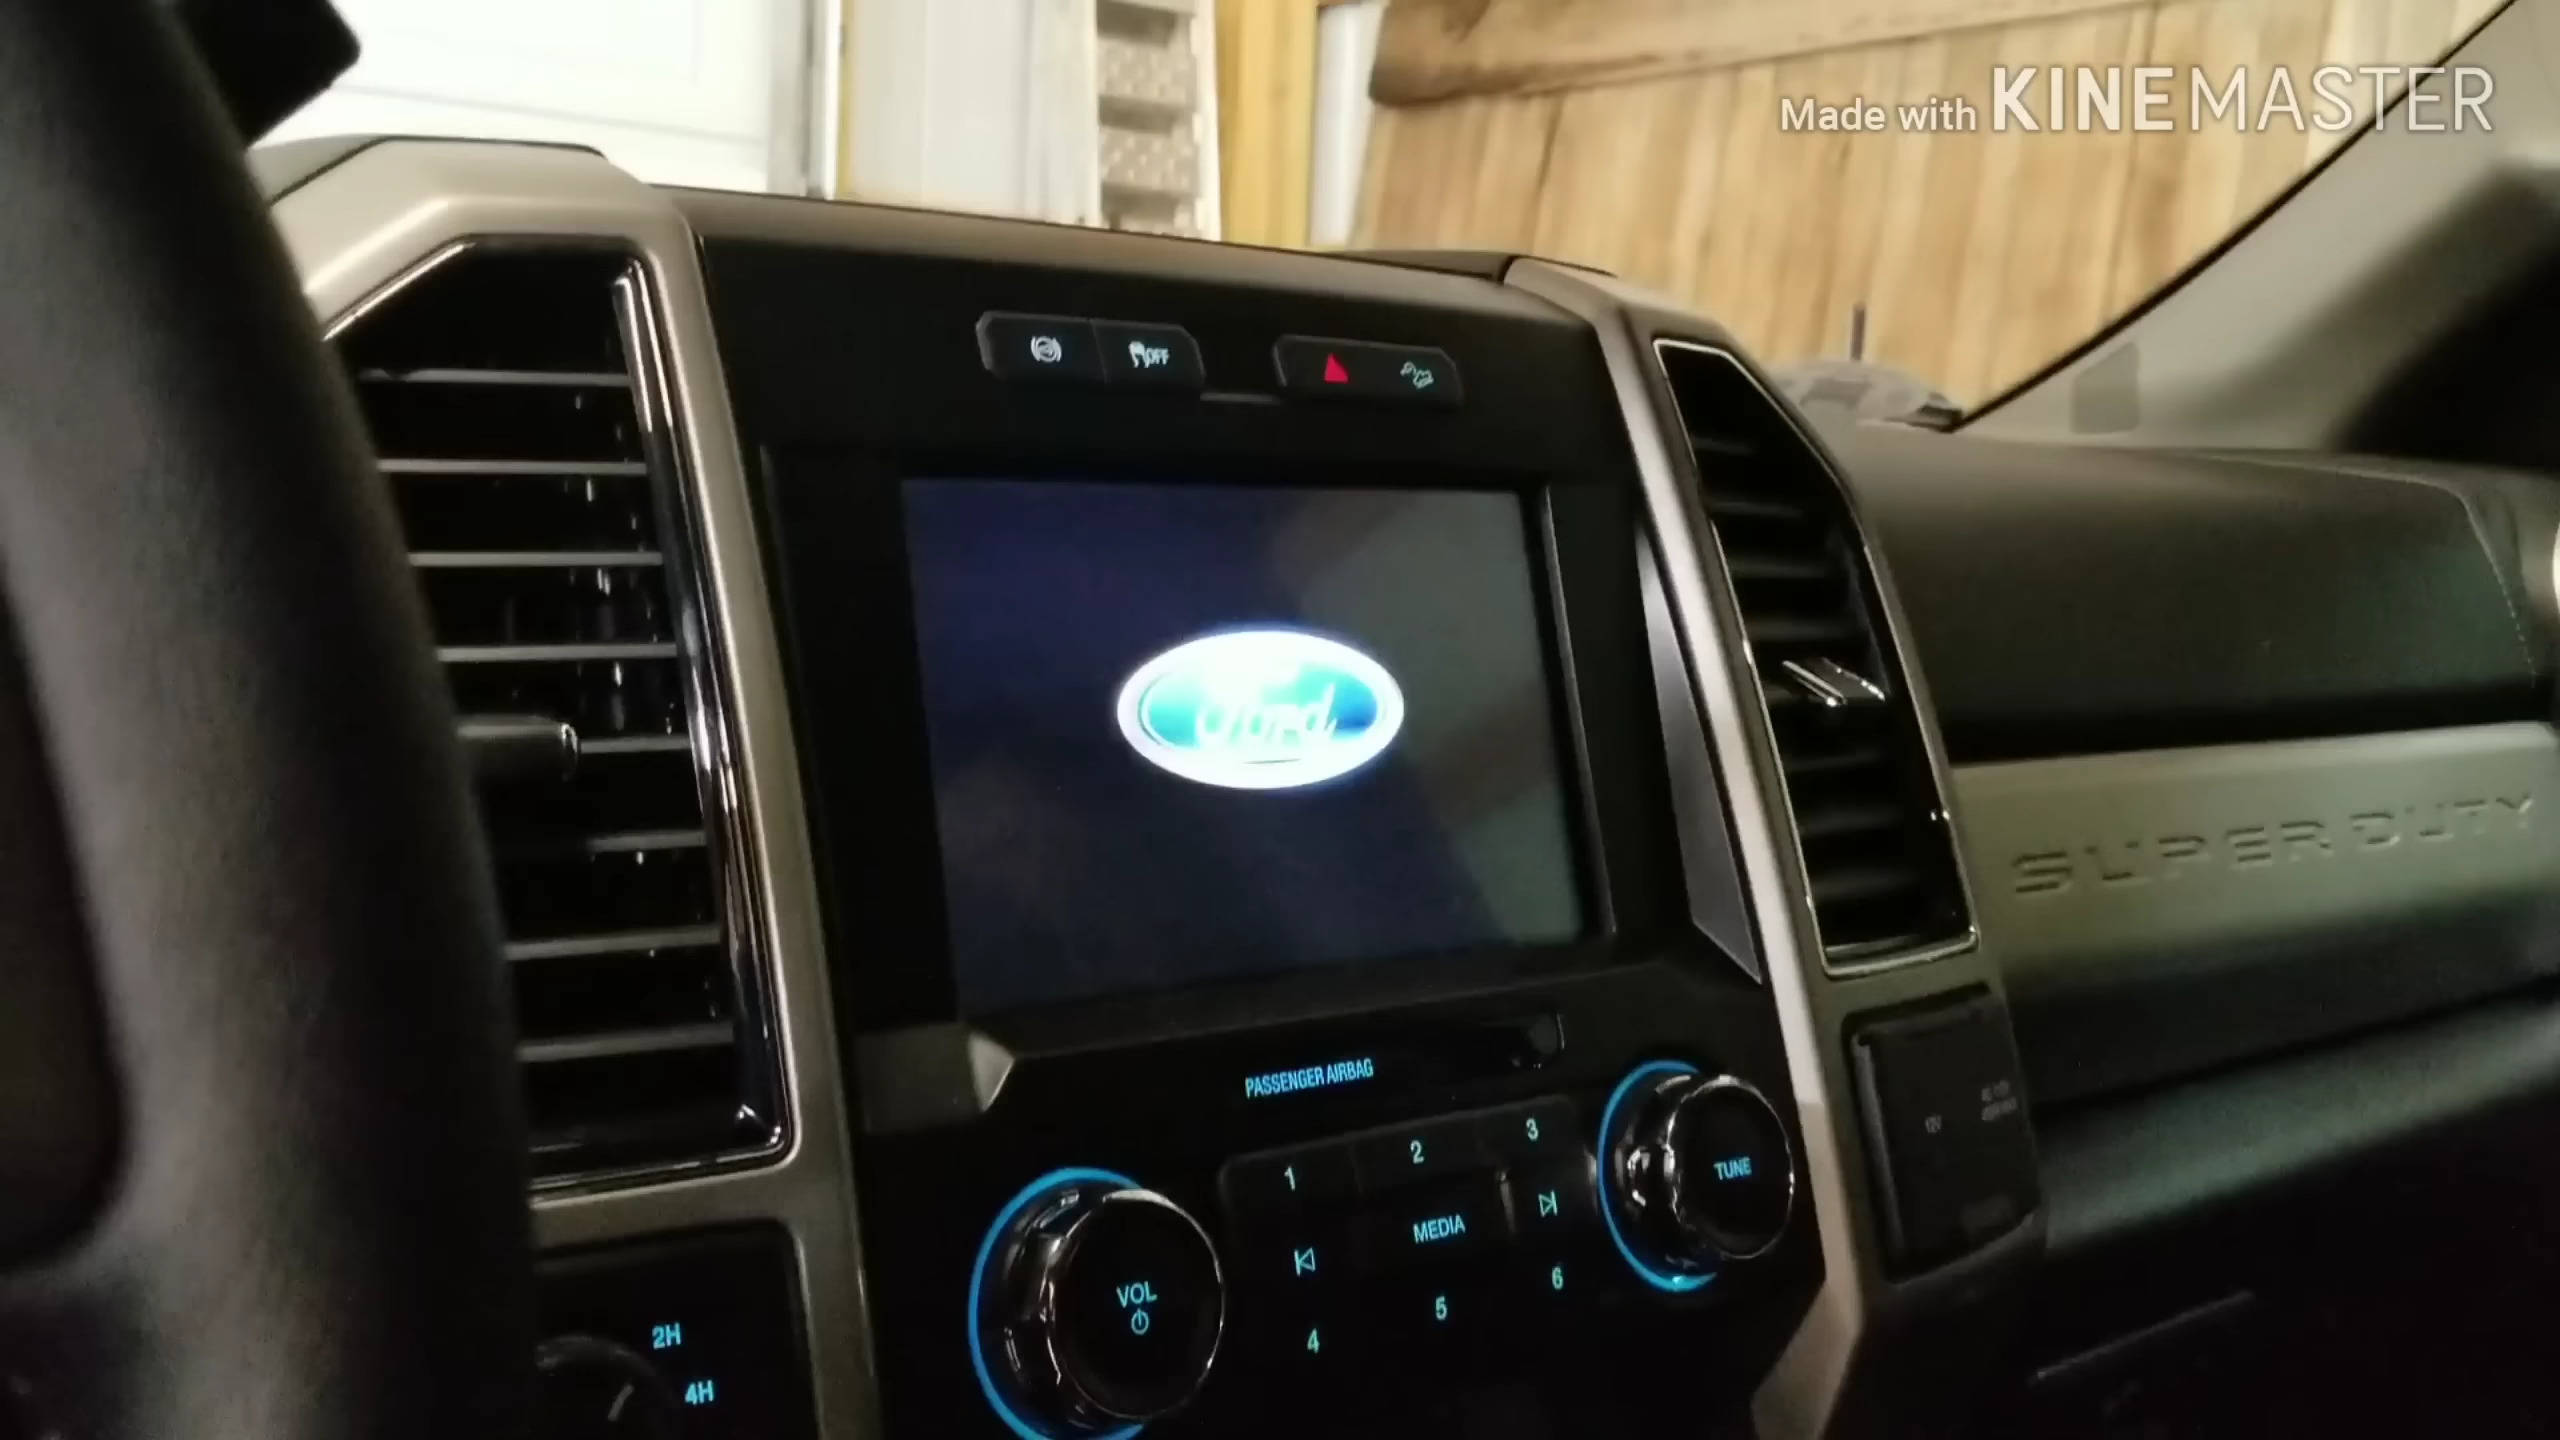 Made with KINEMASTER
OFF
Ford
SUPER DUTY
PASSENGER AIRBAG
1 2 3
TUNE
12V
MEDIA
VOL
4 5 6
2H
4H